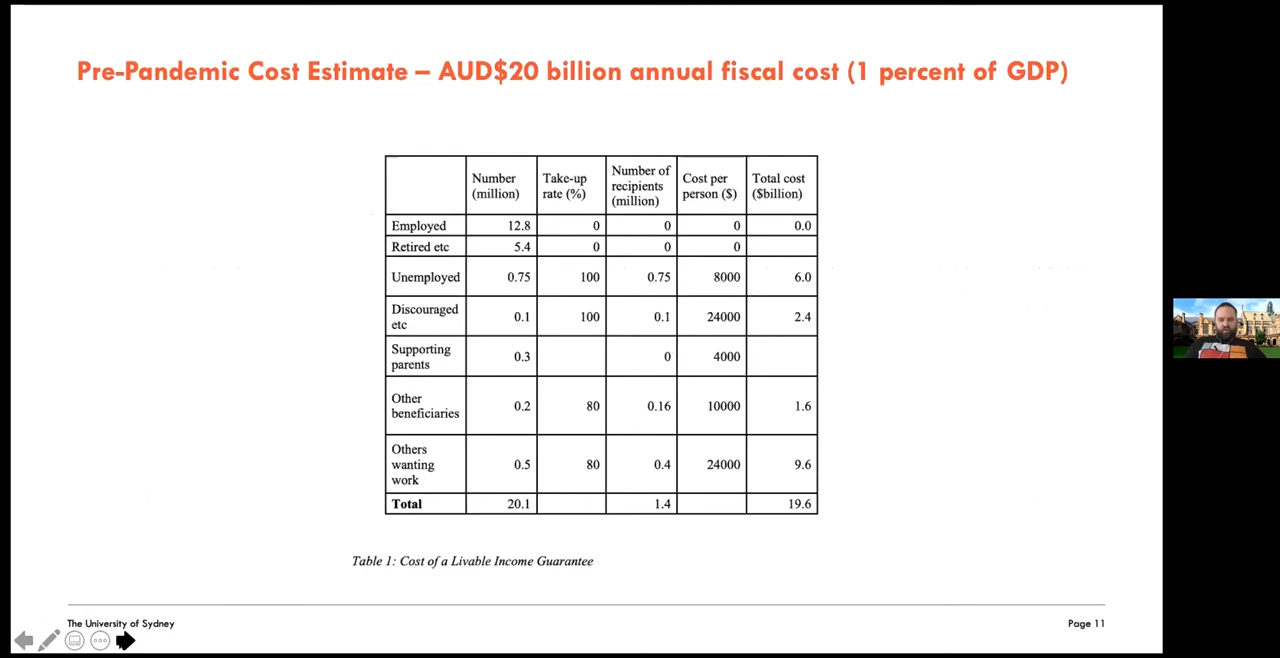 Pre-Pandemic Cost Estimate – AUD$20 billion annual fiscal cost (1 percent of GDP)
Number (million) Take-up rate (%) Number of recipients (million) Cost per person ($) Total cost ($billion)
Employed 12.8 0 0 0 0.0
Retired etc 5.4 0 0 0
Unemployed 0.75 100 0.75 8000 6.0
Discouraged etc 0.1 100 0.1 24000 2.4
Supporting parents 0.3 0 4000
Other beneficiaries 0.2 80 0.16 10000 1.6
Others wanting work 0.5 80 0.4 24000 9.6
Total 20.1 1.4 19.6
Table 1: Cost of a Livable Income Guarantee
The University of Sydney Page 11